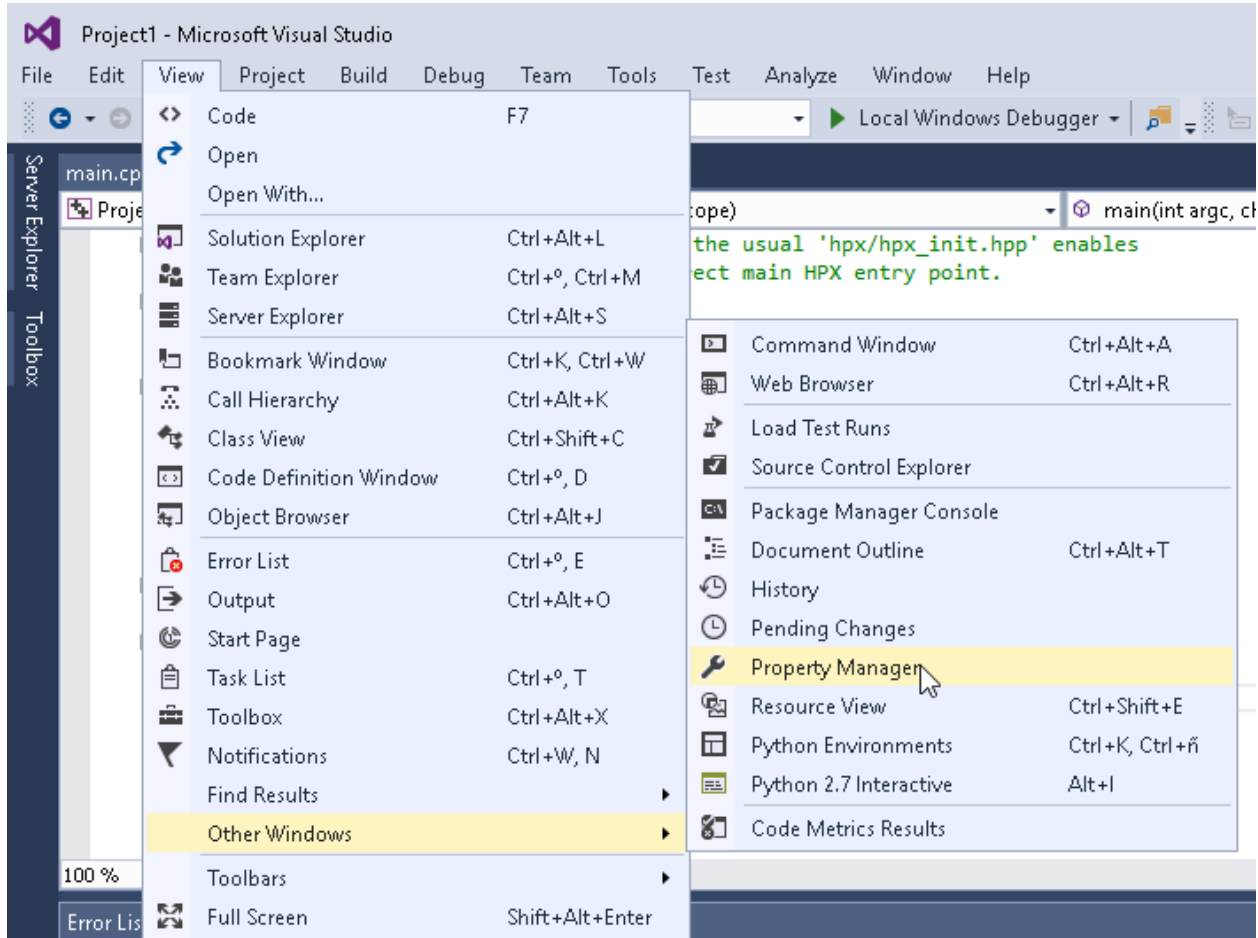 Project1 - Microsoft Visual Studio
File Edit View Project Build Debug Team Tools Test Analyze Window Help
Local Windows Debugger
Server Explorer
Toolbox
main.cp
Proje
cope)
main(int argc, ch
the usual 'hpx/hpx_init.hpp' enables
ect main HPX entry point.
Code F7
Open
Open With...
Solution Explorer Ctrl+Alt+L
Team Explorer Ctrl+º, Ctrl+M
Server Explorer Ctrl+Alt+S
Bookmark Window Ctrl+K, Ctrl+W
Call Hierarchy Ctrl+Alt+K
Class View Ctrl+Shift+C
Code Definition Window Ctrl+º, D
Object Browser Ctrl+Alt+J
Error List Ctrl+º, E
Output Ctrl+Alt+O
Start Page
Task List Ctrl+º, T
Toolbox Ctrl+Alt+X
Notifications Ctrl+W, N
Find Results
Other Windows
Toolbars
Full Screen Shift+Alt+Enter
Command Window Ctrl+Alt+A
Web Browser Ctrl+Alt+R
Load Test Runs
Source Control Explorer
Package Manager Console
Document Outline Ctrl+Alt+T
History
Pending Changes
Property Manager
Resource View Ctrl+Shift+E
Python Environments Ctrl+K, Ctrl+ñ
Python 2.7 Interactive Alt+I
Code Metrics Results
100 %
Error Lis